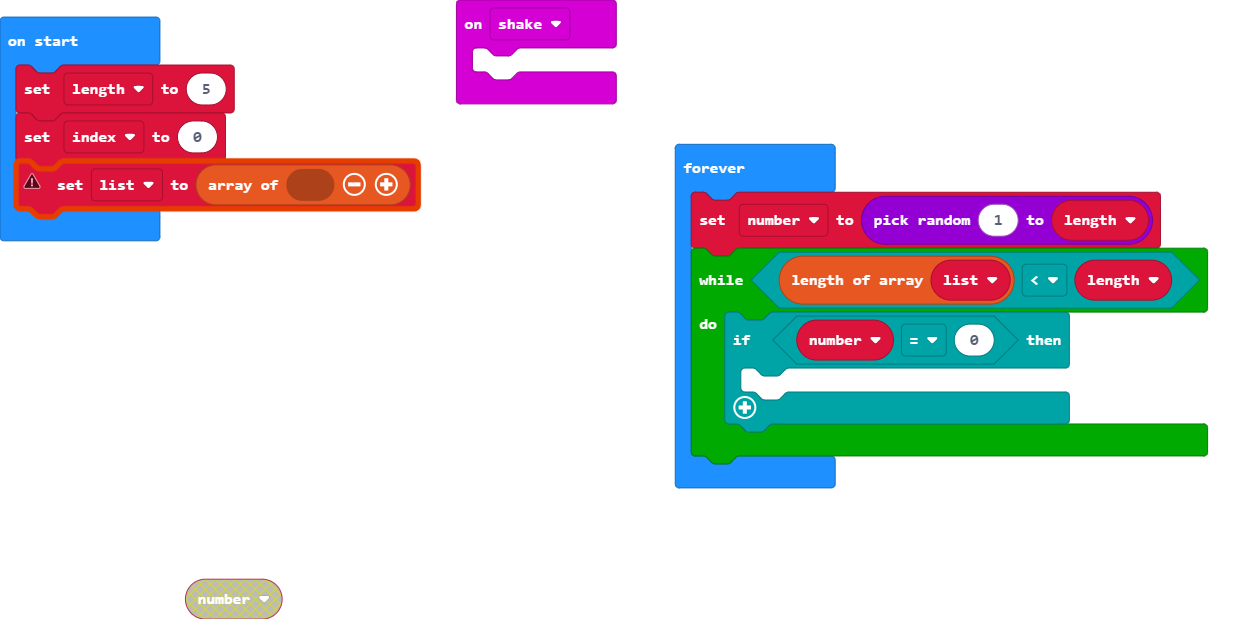 on start
set length to 5
set index to 0
set list to array of
on shake
forever
set number to pick random 1 to length
while length of array list < length
do
if number = 0 then
number